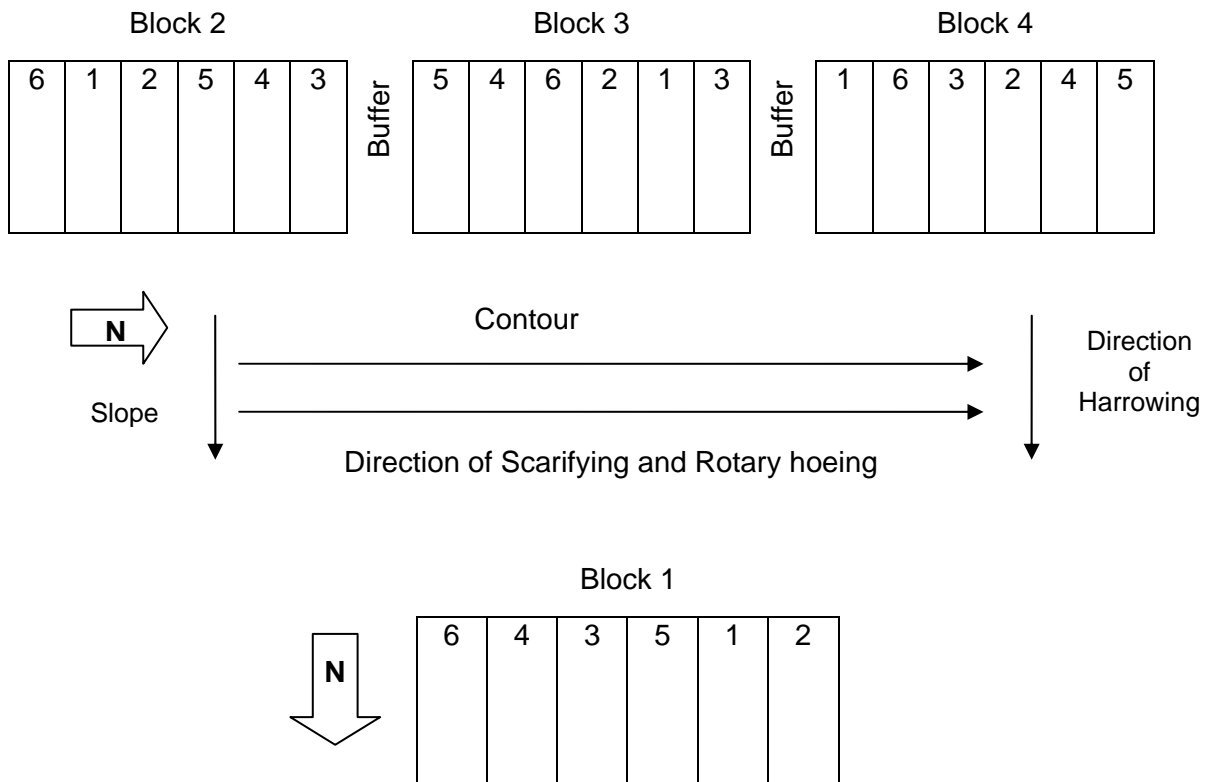 Block 2 Block 3 Block 4
6 1 2 5 4 3 Buffer 5 4 6 2 1 3 Buffer 1 6 3 2 4 5
N
Slope
Contour
Direction of Scarifying and Rotary hoeing
Direction
of
Harrowing
Block 1
N
6 4 3 5 1 2